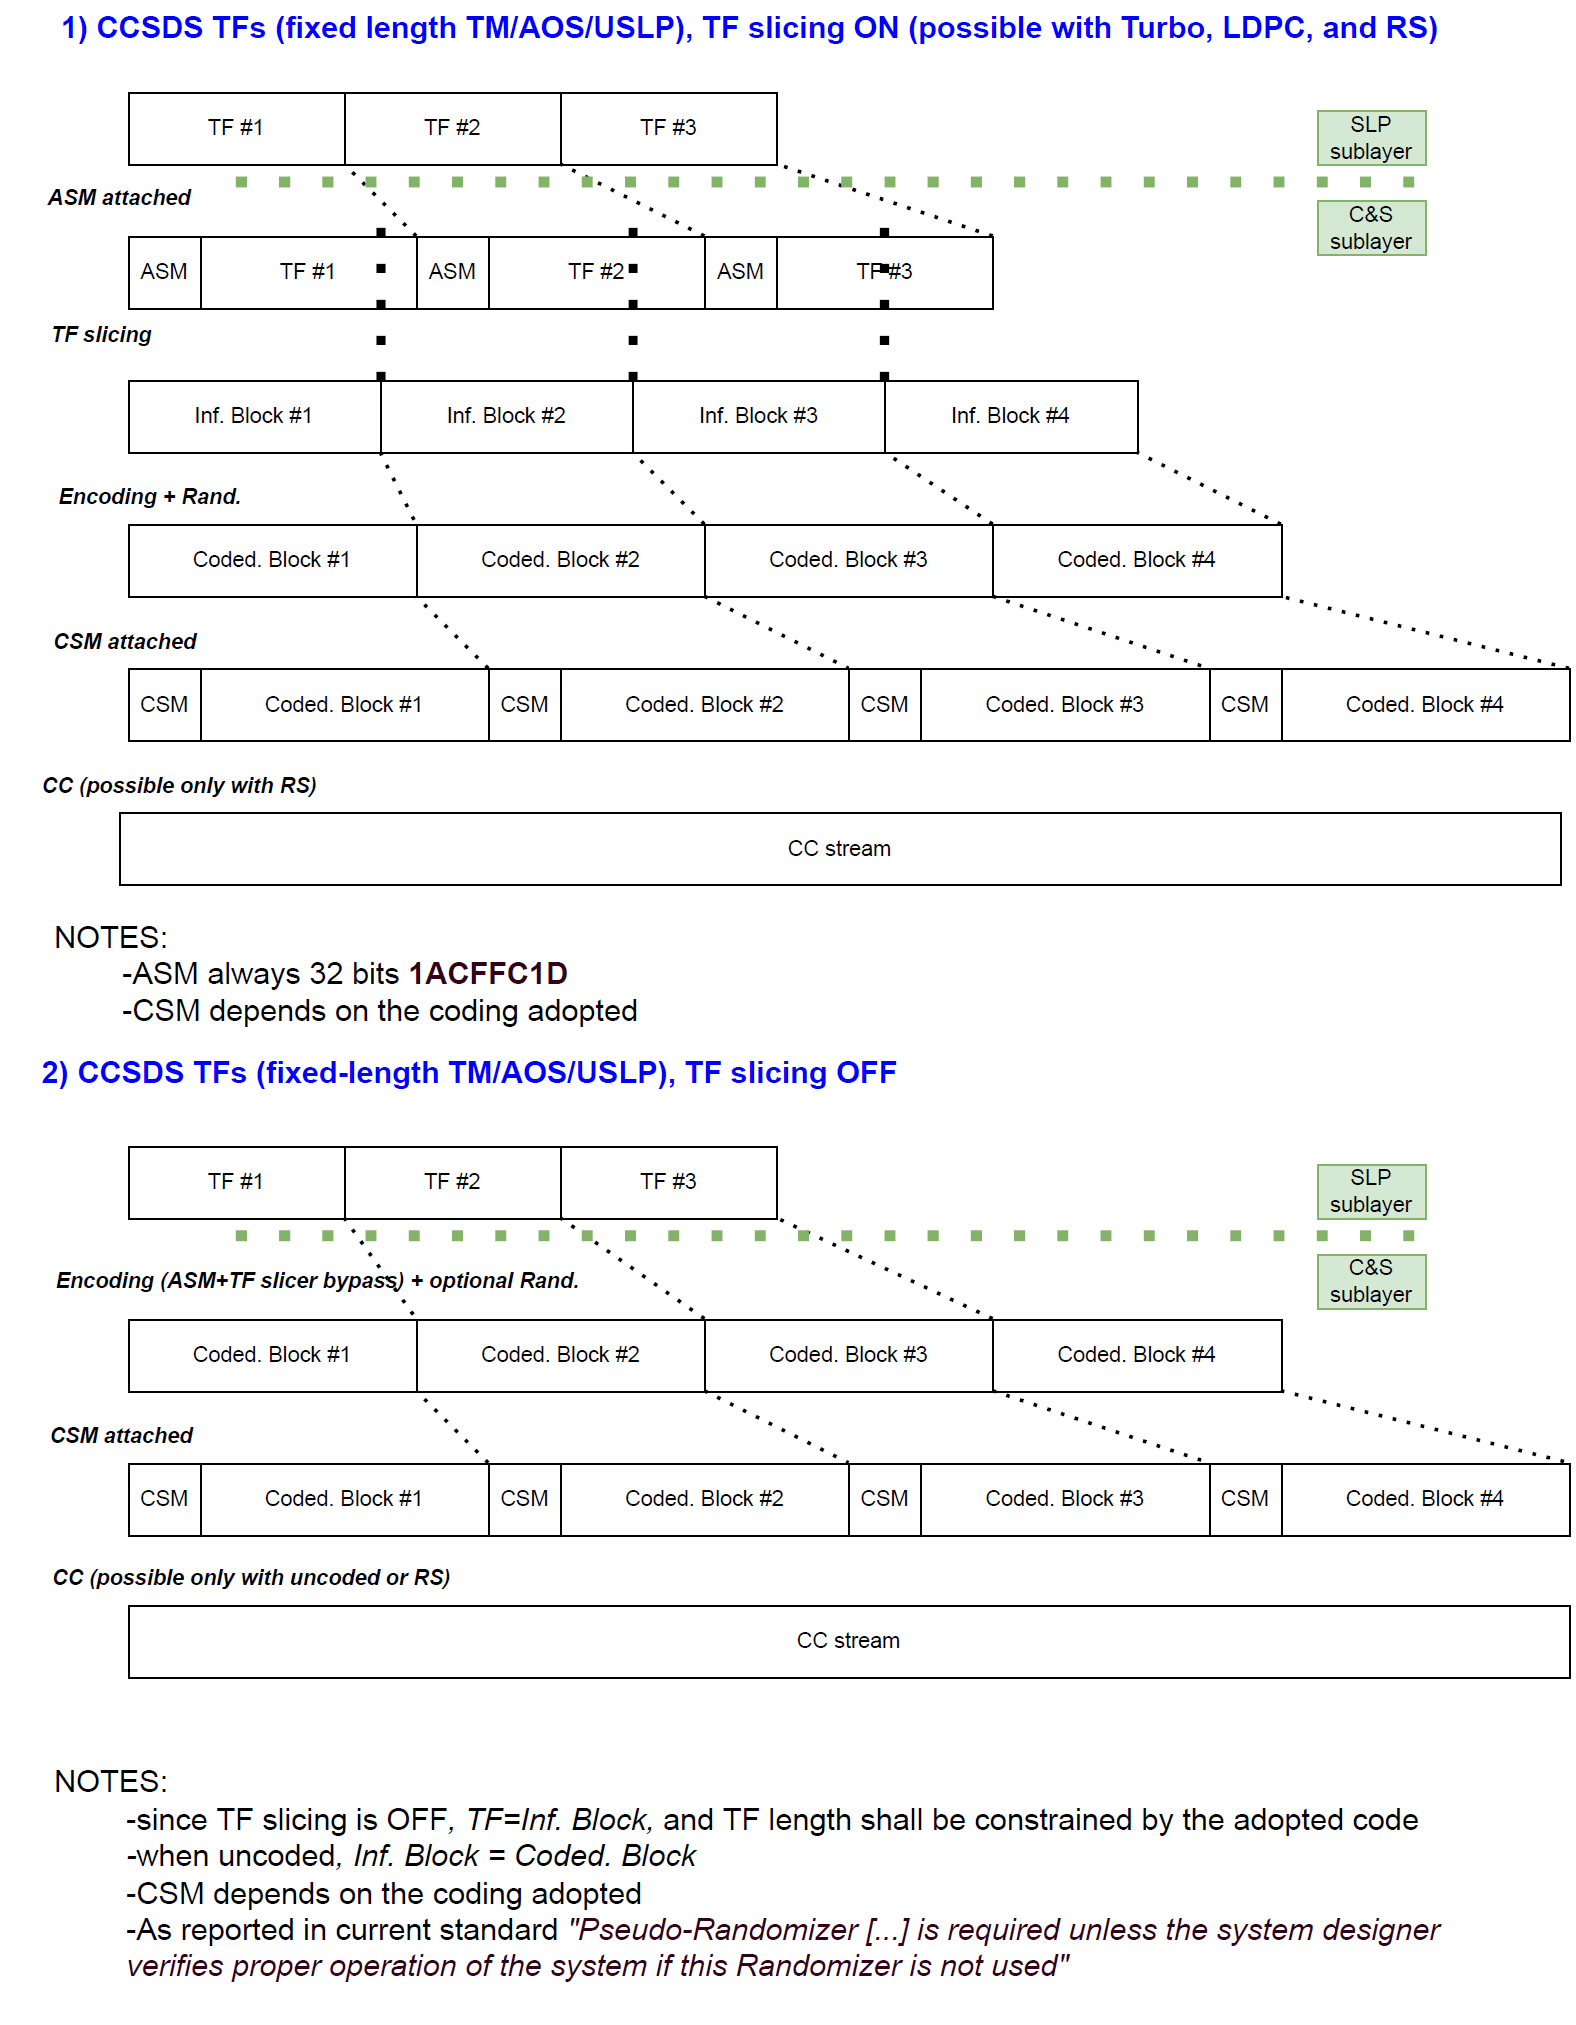 1) CCSDS TFs (fixed length TM/AOS/USLP), TF slicing ON (possible with Turbo, LDPC, and RS)
TF #1 TF #2 TF #3
SLP
sublayer
ASM attached
C&S
sublayer
ASM TF #1 ASM TF #2 ASM TF #3
TF slicing
Inf. Block #1 Inf. Block #2 Inf. Block #3 Inf. Block #4
Encoding + Rand.
Coded. Block #1 Coded. Block #2 Coded. Block #3 Coded. Block #4
CSM attached
CSM Coded. Block #1 CSM Coded. Block #2 CSM Coded. Block #3 CSM Coded. Block #4
CC (possible only with RS)
CC stream
NOTES:
-ASM always 32 bits 1ACFFC1D
-CSM depends on the coding adopted
2) CCSDS TFs (fixed-length TM/AOS/USLP), TF slicing OFF
TF #1 TF #2 TF #3
SLP
sublayer
Encoding (ASM+TF slicer bypass) + optional Rand.
C&S
sublayer
Coded. Block #1 Coded. Block #2 Coded. Block #3 Coded. Block #4
CSM attached
CSM Coded. Block #1 CSM Coded. Block #2 CSM Coded. Block #3 CSM Coded. Block #4
CC (possible only with uncoded or RS)
CC stream
NOTES:
-since TF slicing is OFF, TF=Inf. Block, and TF length shall be constrained by the adopted code
-when uncoded, Inf. Block = Coded. Block
-CSM depends on the coding adopted
-As reported in current standard "Pseudo-Randomizer [...] is required unless the system designer
verifies proper operation of the system if this Randomizer is not used"